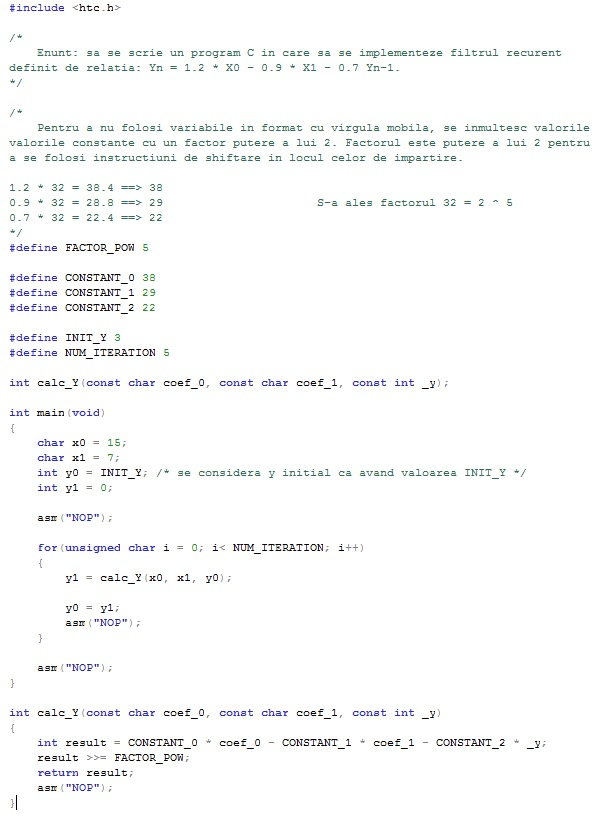 #include <htc.h>
/*
Enunt: sa se scrie un program C in care sa se implementeze filtrul recurent
definit de relatia: Yn = 1.2 * X0 - 0.9 * X1 - 0.7 Yn-1.
*/
/*
Pentru a nu folosi variabile in format cu virgula mobila, se inmultesc valorile
valorile constante cu un factor putere a lui 2. Factorul este putere a lui 2 pentru
a se folosi instructiuni de shiftare in locul celor de impartire.
1.2 * 32 = 38.4 ==> 38
0.9 * 32 = 28.8 ==> 29 S-a ales factorul 32 = 2 ^ 5
0.7 * 32 = 22.4 ==> 22
*/
#define FACTOR_POW 5
#define CONSTANT_0 38
#define CONSTANT_1 29
#define CONSTANT_2 22
#define INIT_Y 3
#define NUM_ITERATION 5
int calc_Y(const char coef_0, const char coef_1, const int _y);
int main(void)
{
char x0 = 15;
char x1 = 7;
int y0 = INIT_Y; /* se considera y initial ca avand valoarea INIT_Y */
int y1 = 0;
asm("NOP");
for(unsigned char i = 0; i< NUM_ITERATION; i++)
{
y1 = calc_Y(x0, x1, y0);
y0 = y1;
asm("NOP");
}
asm("NOP");
}
int calc_Y(const char coef_0, const char coef_1, const int _y)
{
int result = CONSTANT_0 * coef_0 - CONSTANT_1 * coef_1 - CONSTANT_2 * _y;
result >>= FACTOR_POW;
return result;
asm("NOP");
}